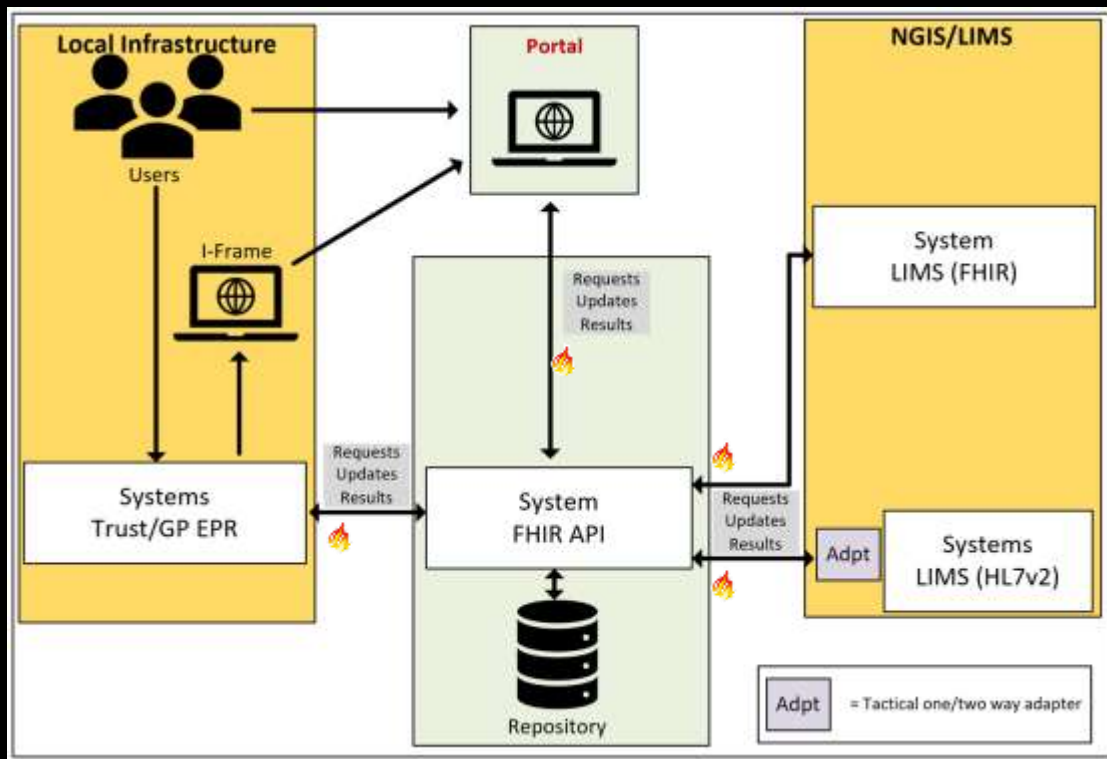 Local Infrastructure
Users
I-Frame
Systems
Trust/GP EPR
Requests
Updates
Results
Portal
Requests
Updates
Results
System
FHIR API
Repository
Requests
Updates
Results
NGIS/LIMS
System
LIMS (FHIR)
Adpt
Systems
LIMS (HL7v2)
Adpt
= Tactical one/two way adapter